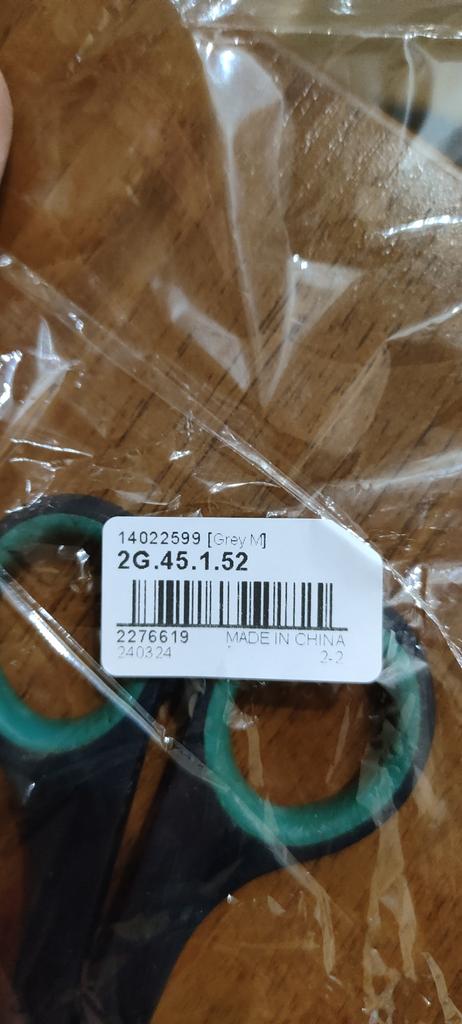 14022599 [Grey M]
2G.45.1.52
2276619 MADE IN CHINA
240324 2-2